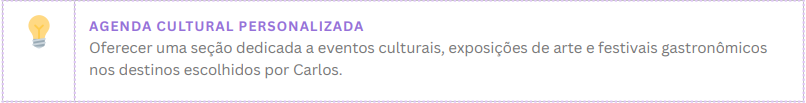 AGENDA CULTURAL PERSONALIZADA
Oferecer uma seção dedicada a eventos culturais, exposições de arte e festivais gastronômicos
nos destinos escolhidos por Carlos.